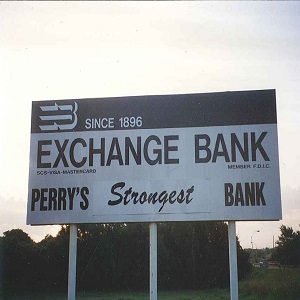 SINCE 1896
EXCHANGE BANK
SCB-VISA-MASTERCARD MEMBER F.D.I.C.
PERRY'S Strongest BANK